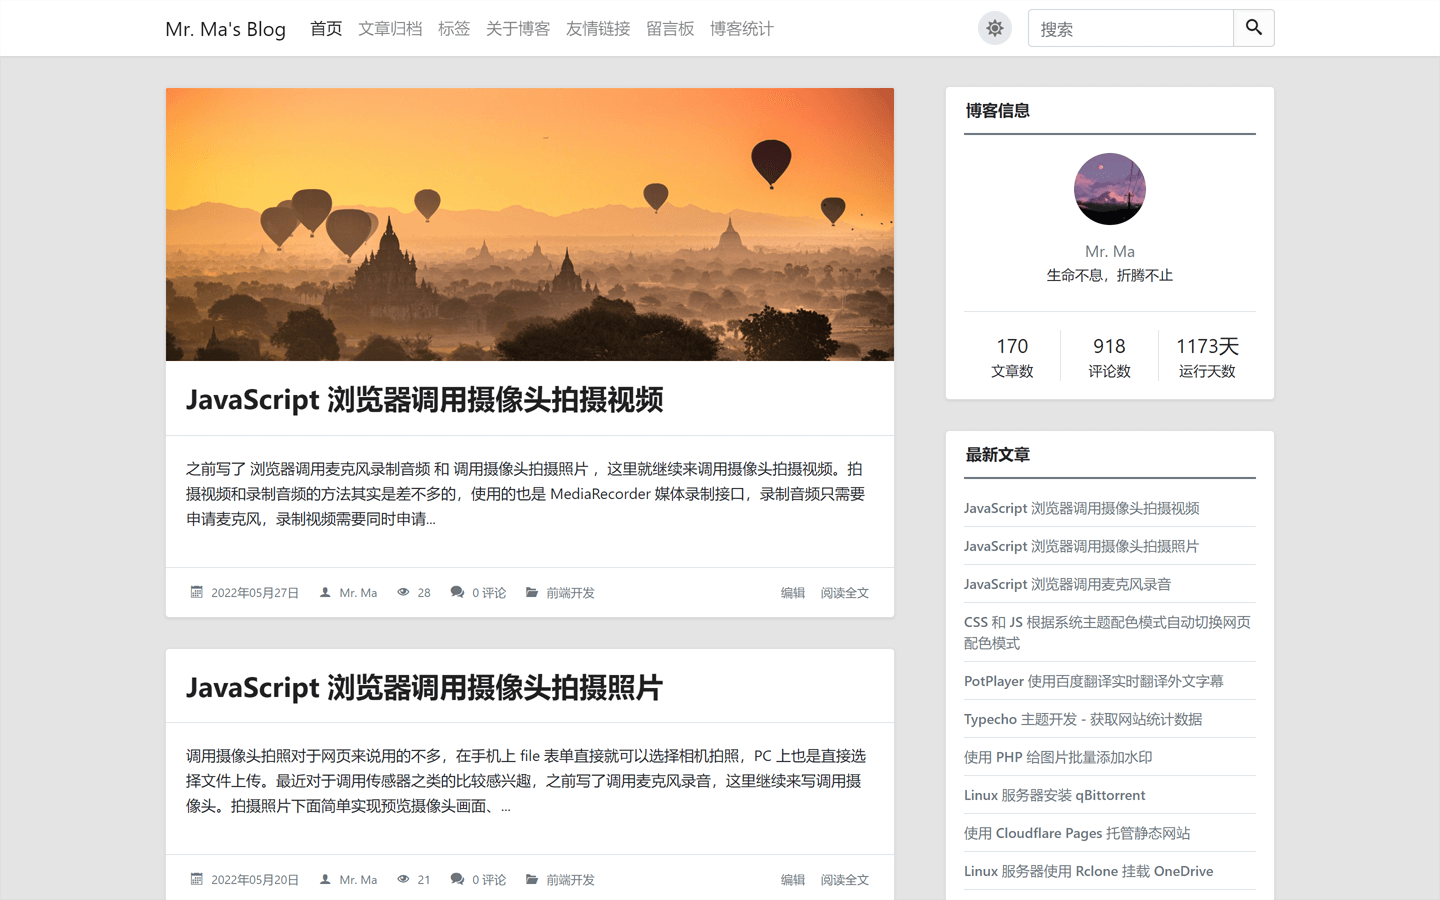 Mr. Ma's Blog 首页 文章归档 标签 关于博客 友情链接 留言板 博客统计 搜索
JavaScript 浏览器调用摄像头拍摄视频
之前写了 浏览器调用麦克风录制音频 和 调用摄像头拍摄照片 ，这里就继续来调用摄像头拍摄视频。拍
摄视频和录制音频的方法其实是差不多的，使用的也是 MediaRecorder 媒体录制接口，录制音频只需要
申请麦克风，录制视频需要同时申请...
2022年05月27日 Mr. Ma 28 0 评论 前端开发 编辑 阅读全文
JavaScript 浏览器调用摄像头拍摄照片
调用摄像头拍照对于网页来说用的不多，在手机上 file 表单直接就可以选择相机拍照，PC 上也是直接选
择文件上传。最近对于调用传感器之类的比较感兴趣，之前写了调用麦克风录音，这里继续来写调用摄
像头。拍摄照片下面简单实现预览摄像头画面、...
2022年05月20日 Mr. Ma 21 0 评论 前端开发 编辑 阅读全文
博客信息
Mr. Ma
生命不息，折腾不止
170 918 1173天
文章数 评论数 运行天数
最新文章
JavaScript 浏览器调用摄像头拍摄视频
JavaScript 浏览器调用摄像头拍摄照片
JavaScript 浏览器调用麦克风录音
CSS 和 JS 根据系统主题配色模式自动切换网页
配色模式
PotPlayer 使用百度翻译实时翻译外文字幕
Typecho 主题开发 - 获取网站统计数据
使用 PHP 给图片批量添加水印
Linux 服务器安装 qBittorrent
使用 Cloudflare Pages 托管静态网站
Linux 服务器使用 Rclone 挂载 OneDrive